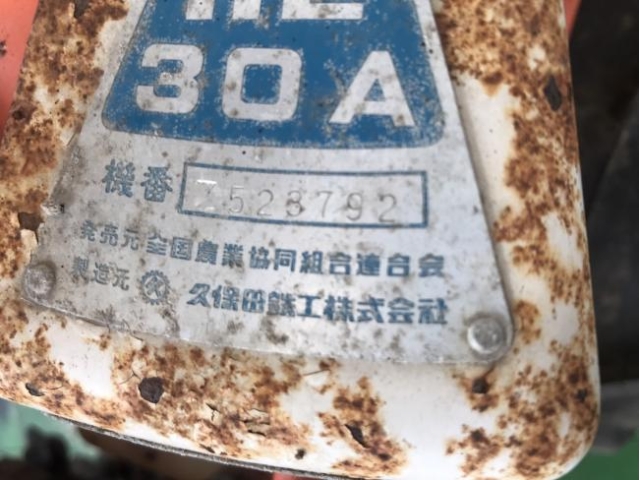 30A
機番 Z523792
発売元 全国農業協同組合連合会
製造元 久保田鉄工株式会社